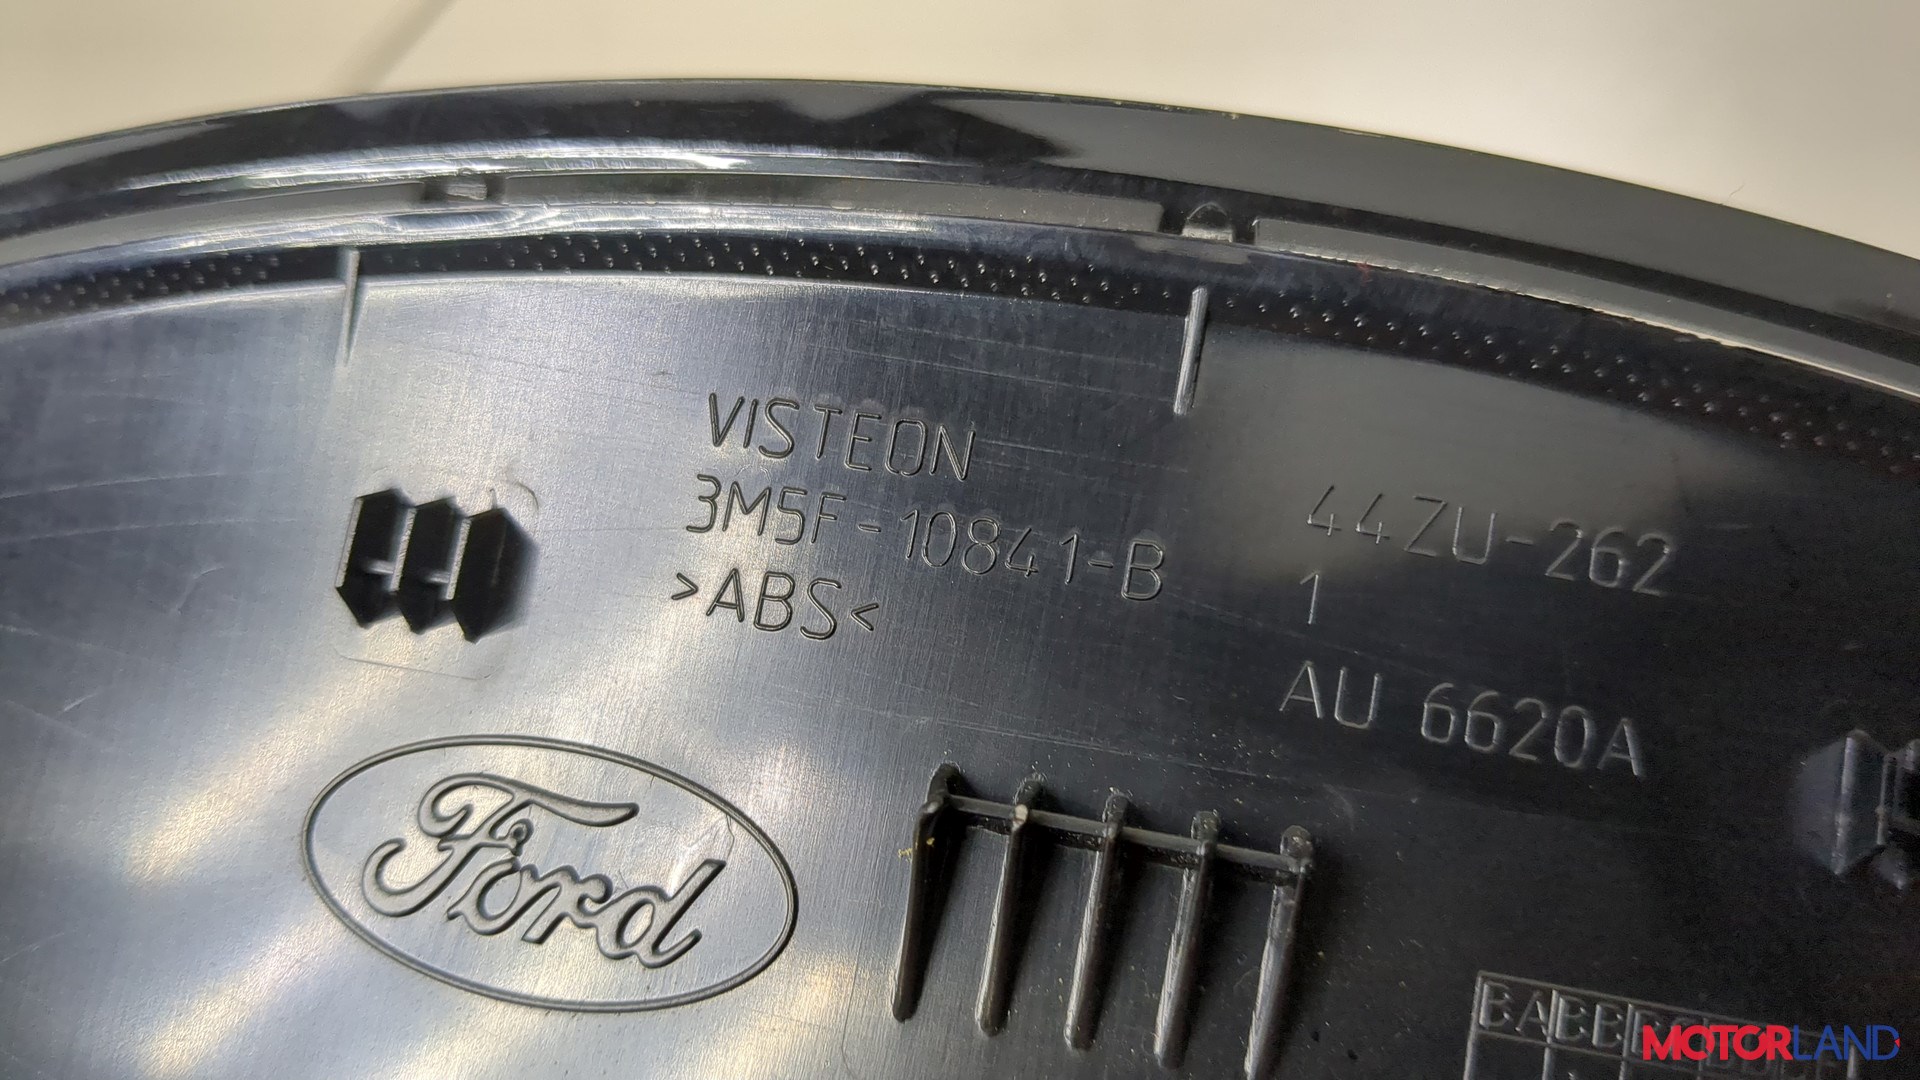 VISTEON
3M5F-10841-B
>ABS<
44ZU-262
1
AU 6620A
Ford
MOTORLAND